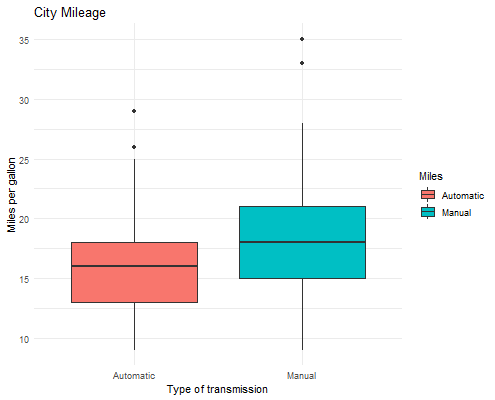 City Mileage
35
30
25
20
15
10
Miles per gallon
Automatic
Manual
Type of transmission
Miles
Automatic
Manual